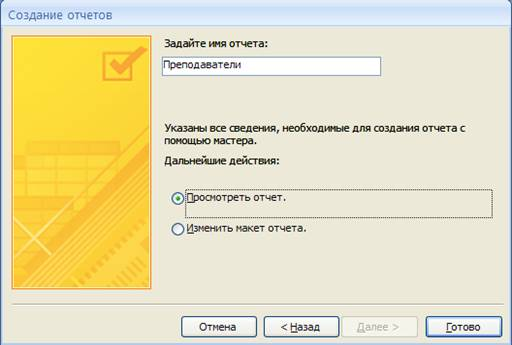 Создание отчетов
Задайте имя отчета:
Преподаватели
Указаны все сведения, необходимые для создания отчета с
помощью мастера.
Дальнейшие действия:
Просмотреть отчет.
Изменить макет отчета.
Отмена
< Назад
Далее >
Готово